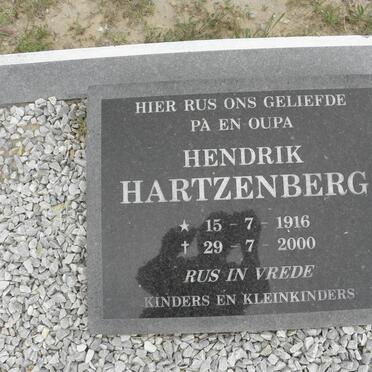 HIER RUS ONS GELIEFDE
PA EN OUPA
HENDRIK
HARTZENBERG
★ 15 - 7 - 1916
† 29 - 7 - 2000
RUS IN VREDE
KINDERS EN KLEINKINDERS